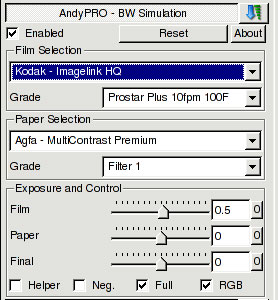 AndyPRO - BW Simulation
Enabled Reset About
Film Selection
Kodak - Imagelink HQ
Grade Prostar Plus 10fpm 100F
Paper Selection
Agfa - MultiContrast Premium
Grade Filter 1
Exposure and Control
Film 0.5 0
Paper 0 0
Final 0 0
Helper Neg. Full RGB